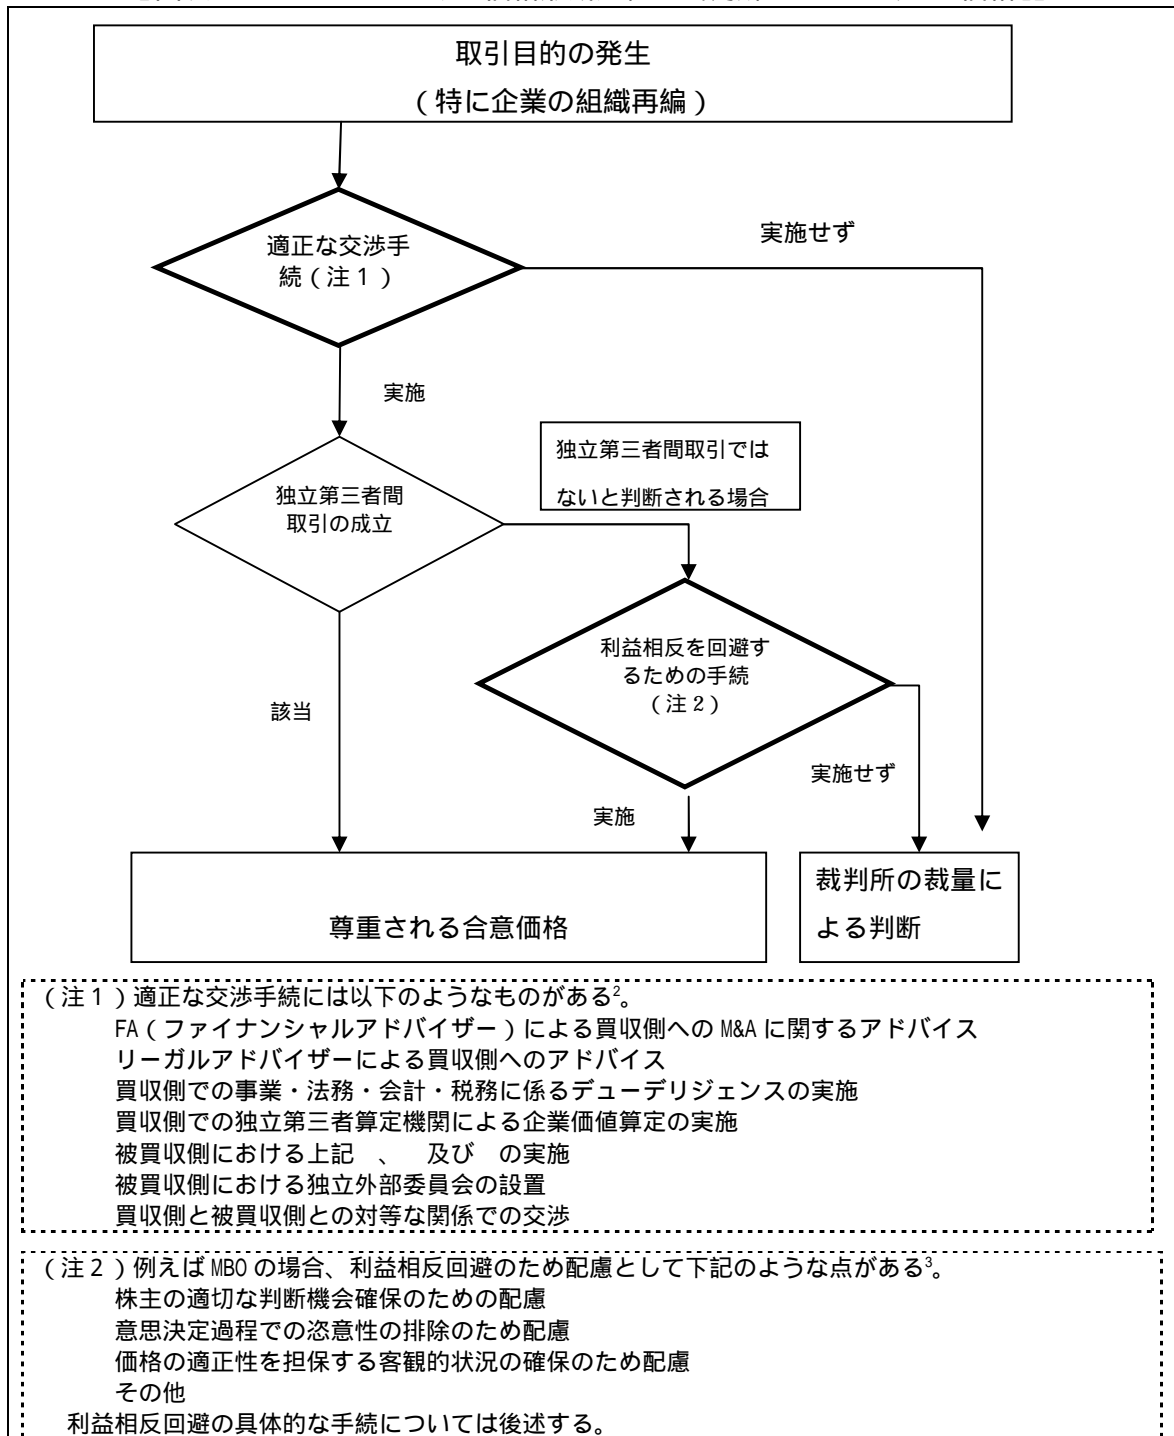 取引目的の発生
（特に企業の組織再編）
適正な交渉手
続（注１）
実施せず
実施
独立第三者間取引では
ないと判断される場合
独立第三者間
取引の成立
利益相反を回避す
るための手続
（注２）
該当
実施せず
実施
尊重される合意価格
裁判所の裁量に
よる判断
（注１）適正な交渉手続には以下のようなものがある²。
FA（ファイナンシャルアドバイザー）による買収側への M&A に関するアドバイス
リーガルアドバイザーによる買収側へのアドバイス
買収側での事業・法務・会計・税務に係るデューデリジェンスの実施
買収側での独立第三者算定機関による企業価値算定の実施
被買収側における上記　、　及び　の実施
被買収側における独立外部委員会の設置
買収側と被買収側との対等な関係での交渉
（注２）例えば MBO の場合、利益相反回避のため配慮として下記のような点がある³。
株主の適切な判断機会確保のための配慮
意思決定過程での恣意性の排除のため配慮
価格の適正性を担保する客観的状況の確保のため配慮
その他
利益相反回避の具体的な手続については後述する。